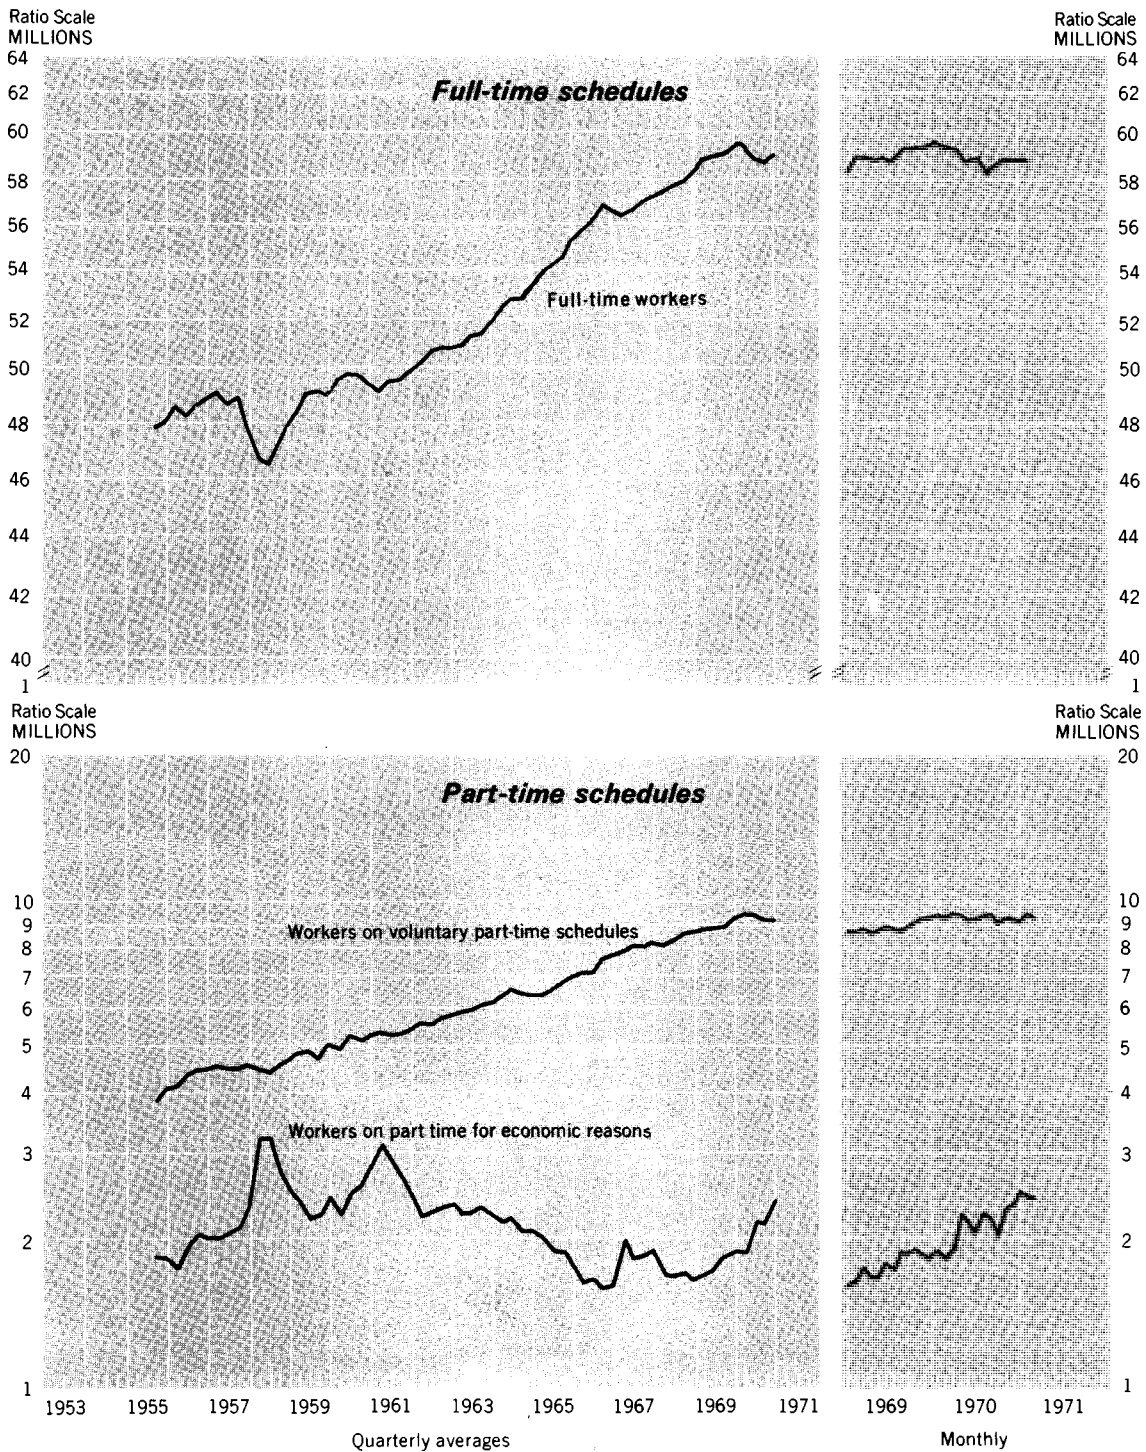 Ratio Scale
MILLIONS
Ratio Scale
MILLIONS
64
62
60
58
56
54
52
50
48
46
44
42
40
1
Full-time schedules
Full-time workers
64
62
60
58
56
54
52
50
48
46
44
42
40
1
Ratio Scale
MILLIONS
Ratio Scale
MILLIONS
20
10
9
8
7
6
5
4
3
2
1
Part-time schedules
Workers on voluntary part-time schedules
Workers on part time for economic reasons
20
10
9
8
7
6
5
4
3
2
1
1953 1955 1957 1959 1961 1963 1965 1967 1969 1971
1969 1970 1971
Quarterly averages
Monthly